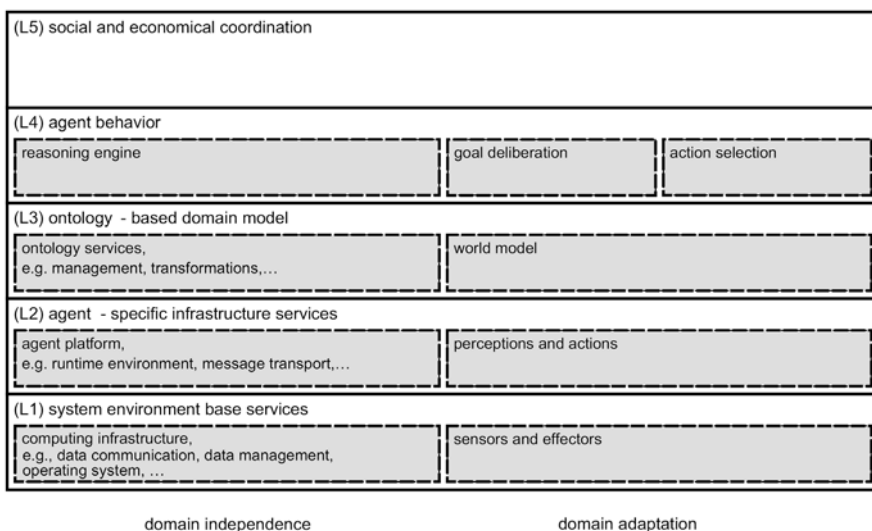 (L5) social and economical coordination
(L4) agent behavior
reasoning engine
goal deliberation
action selection
(L3) ontology - based domain model
ontology services,
e.g. management, transformations,…
world model
(L2) agent - specific infrastructure services
agent platform,
e.g. runtime environment, message transport,…
perceptions and actions
(L1) system environment base services
computing infrastructure,
e.g., data communication, data management,
operating system, …
sensors and effectors
domain independence
domain adaptation